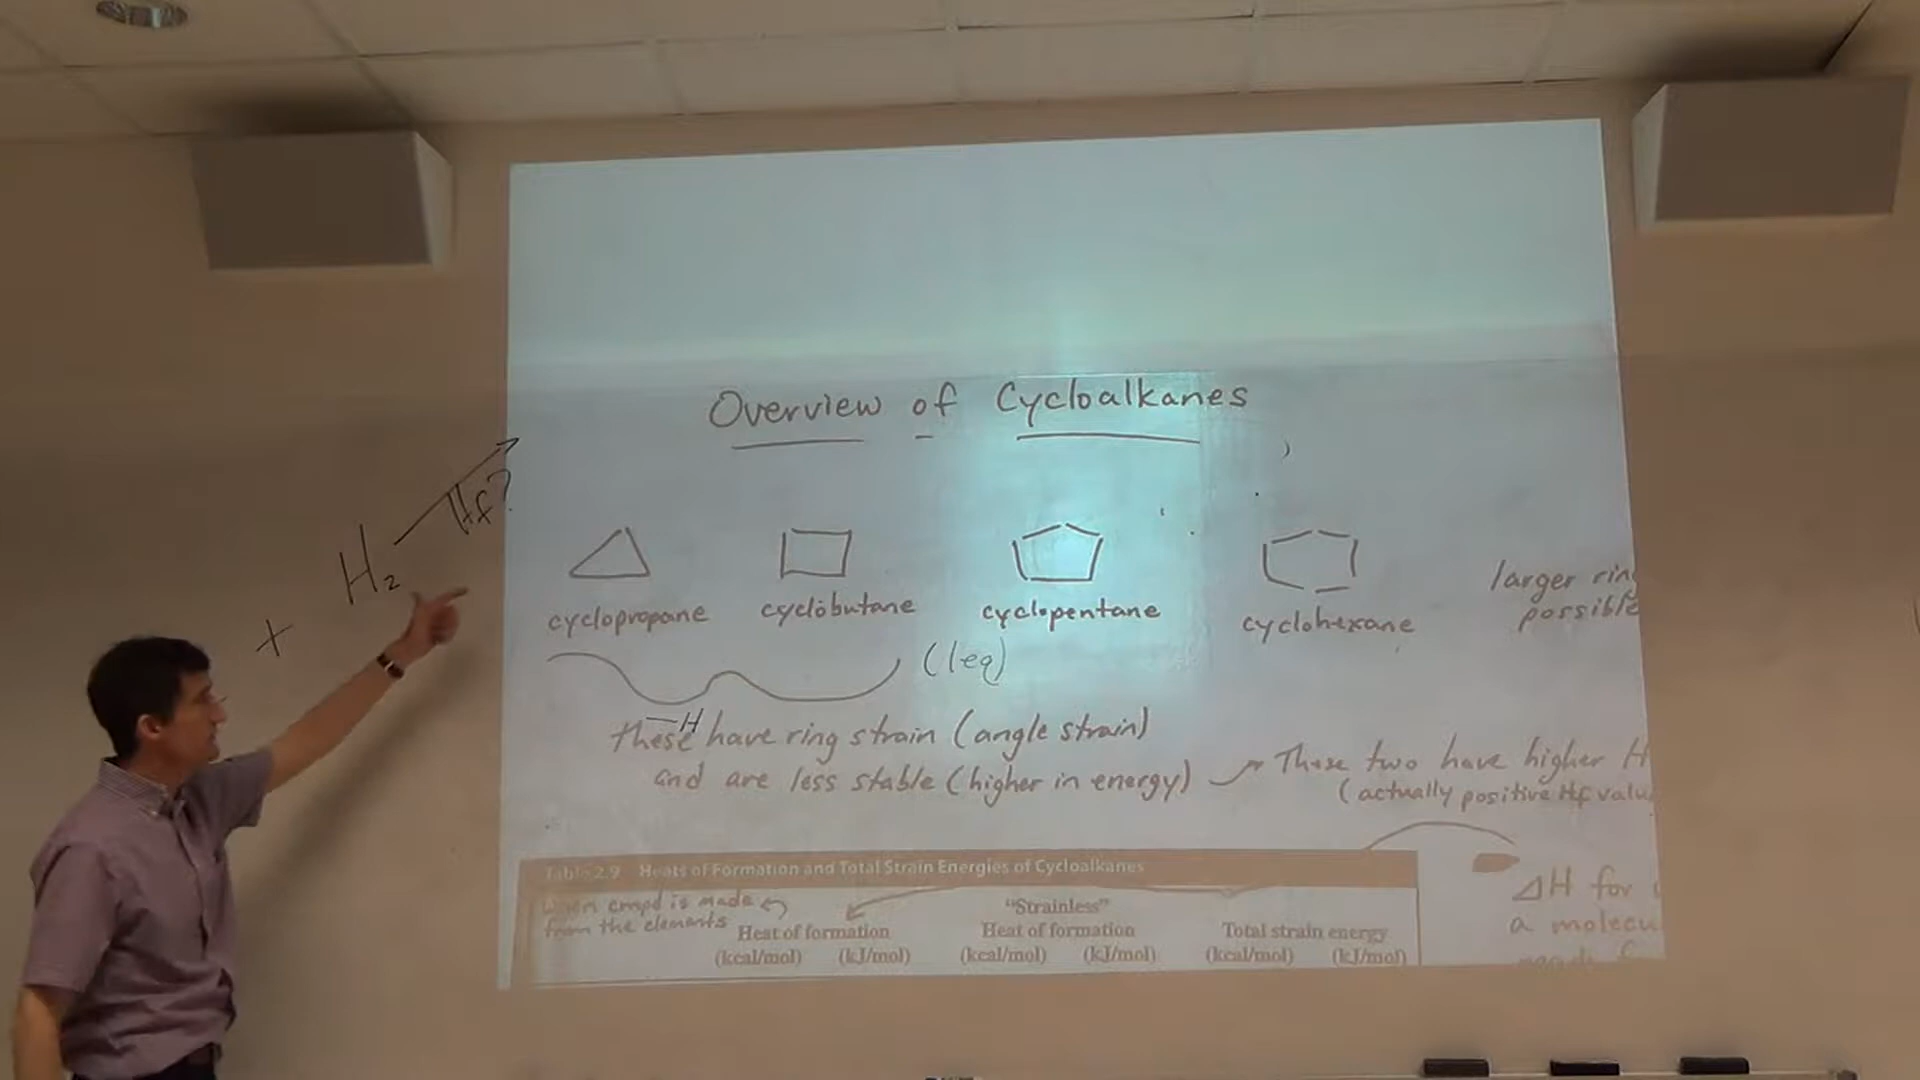 Overview of Cycloalkanes
Hf?
+ H₂
cyclopropane cyclobutane cyclopentane cyclohexane
larger rin
possible
(leq)
—H
these have ring strain (angle strain)
and are less stable (higher in energy)
These two have higher H
(actually positive Hf valu
Table 2.9 Heats of Formation and Total Strain Energies of Cycloalkanes
when cmpd is made
from the elements
"Strainless"
Heat of formation Heat of formation Total strain energy
(kcal/mol) (kJ/mol) (kcal/mol) (kJ/mol) (kcal/mol) (kJ/mol)
ΔH for
a molecu